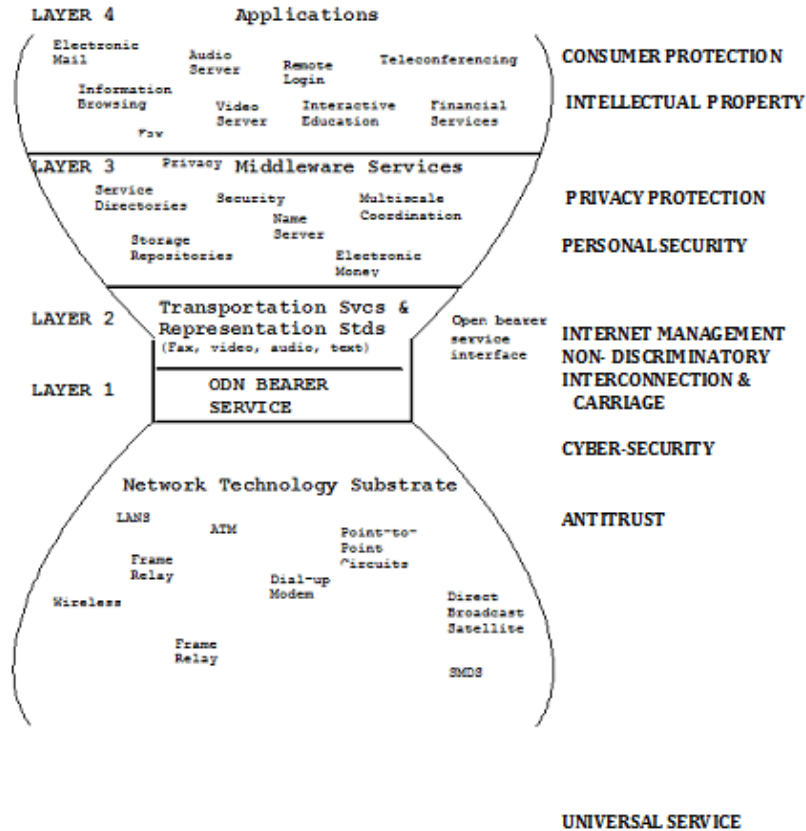 LAYER 4 Applications
Electronic
Mail
Audio
Server
Remote
Login
Teleconferencing
CONSUMER PROTECTION
Information
Browsing
Video
Server
Interactive
Education
Financial
Services
INTELLECTUAL PROPERTY
Fax
LAYER 3 Privacy Middleware Services
Service
Directories
Security
Name
Server
Multiscale
Coordination
PRIVACY PROTECTION
Storage
Repositories
Electronic
Money
PERSONAL SECURITY
LAYER 2
Transportation Svcs &
Representation Stds
(Fax, video, audio, text)
Open bearer
service
interface
INTERNET MANAGEMENT
NON- DISCRIMINATORY
INTERCONNECTION &
CARRIAGE
LAYER 1
ODN BEARER
SERVICE
CYBER-SECURITY
Network Technology Substrate
ANTITRUST
LANS
ATM
Point-to-
Point
Circuits
Frame
Relay
Dial-up
Modem
Wireless
Direct
Broadcast
Satellite
Frame
Relay
SMDS
UNIVERSAL SERVICE